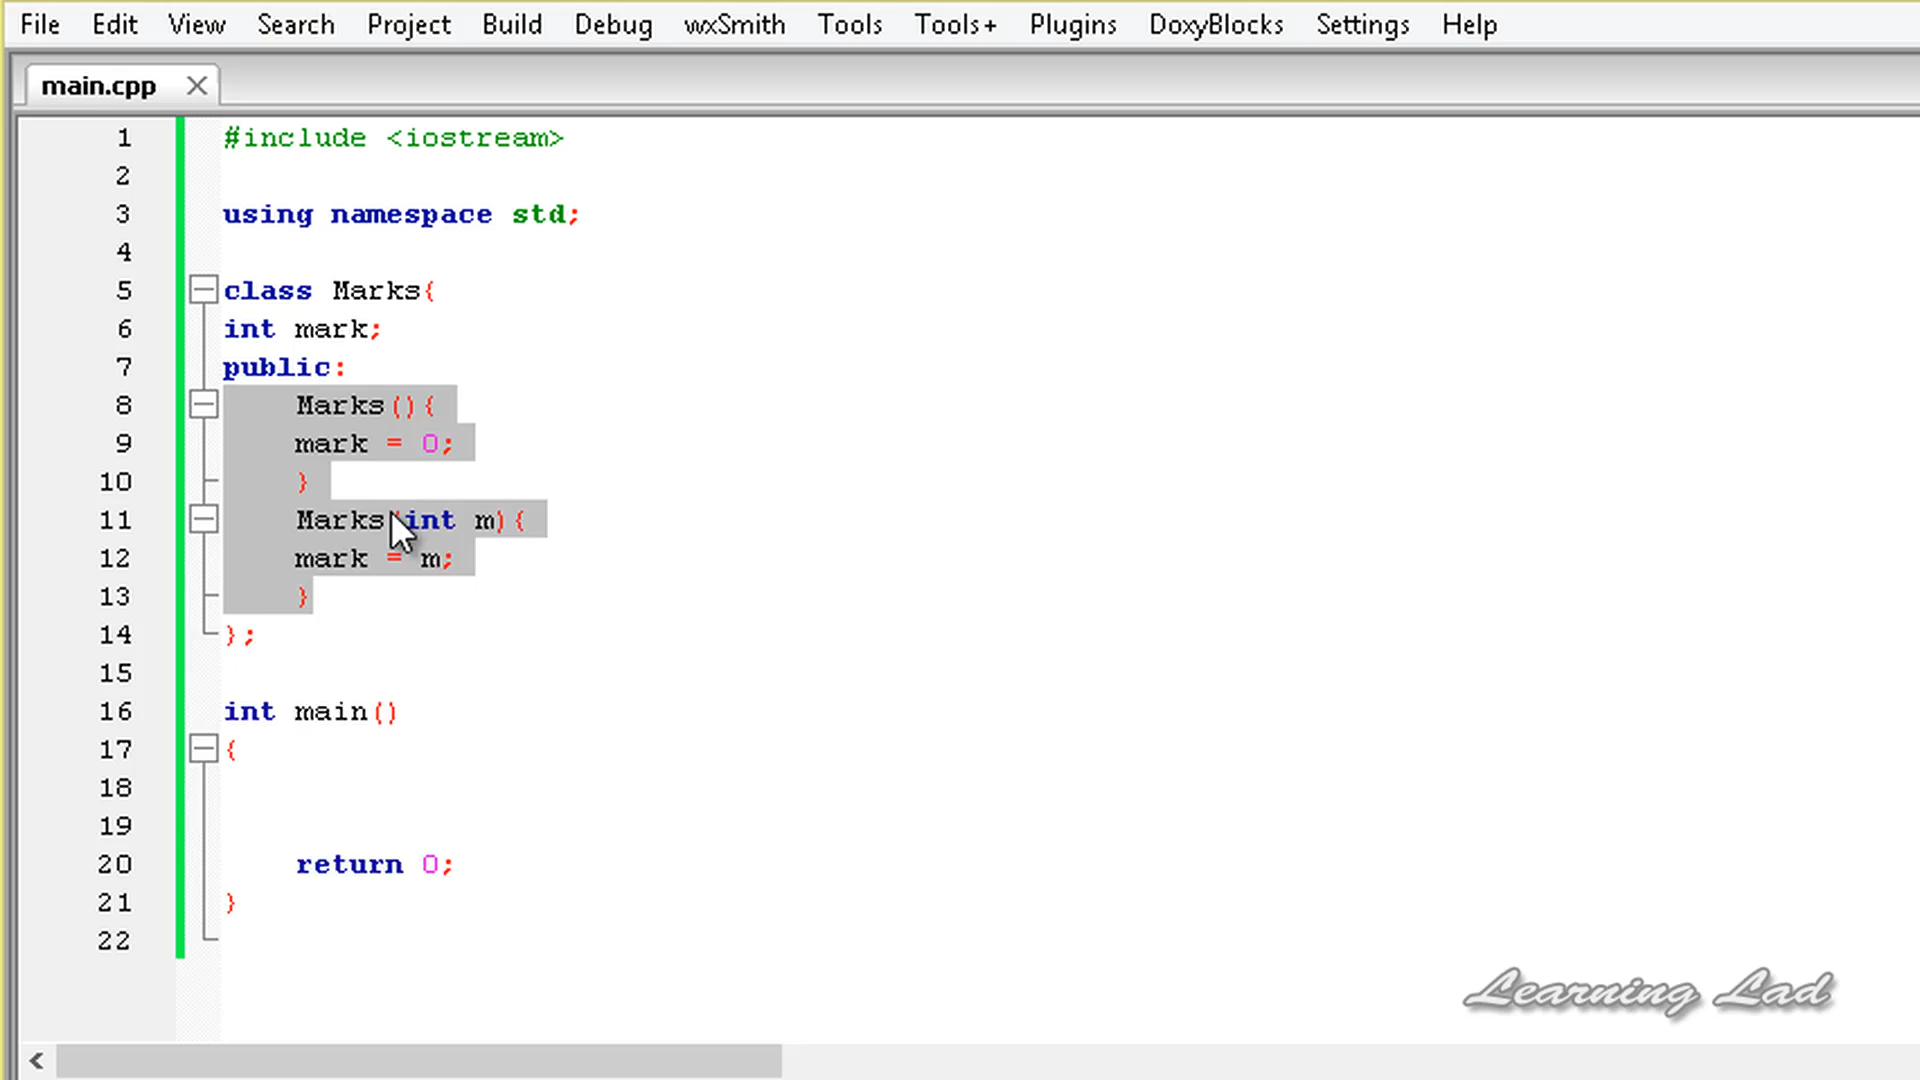 File Edit View Search Project Build Debug wxSmith Tools Tools+ Plugins DoxyBlocks Settings Help
main.cpp
1 #include <iostream>
2
3 using namespace std;
4
5 class Marks{
6 int mark;
7 public:
8 Marks(){
9 mark = 0;
10 }
11 Marks(int m){
12 mark = m;
13 }
14 };
15
16 int main()
17 {
18
19
20 return 0;
21 }
22
Learning Lad